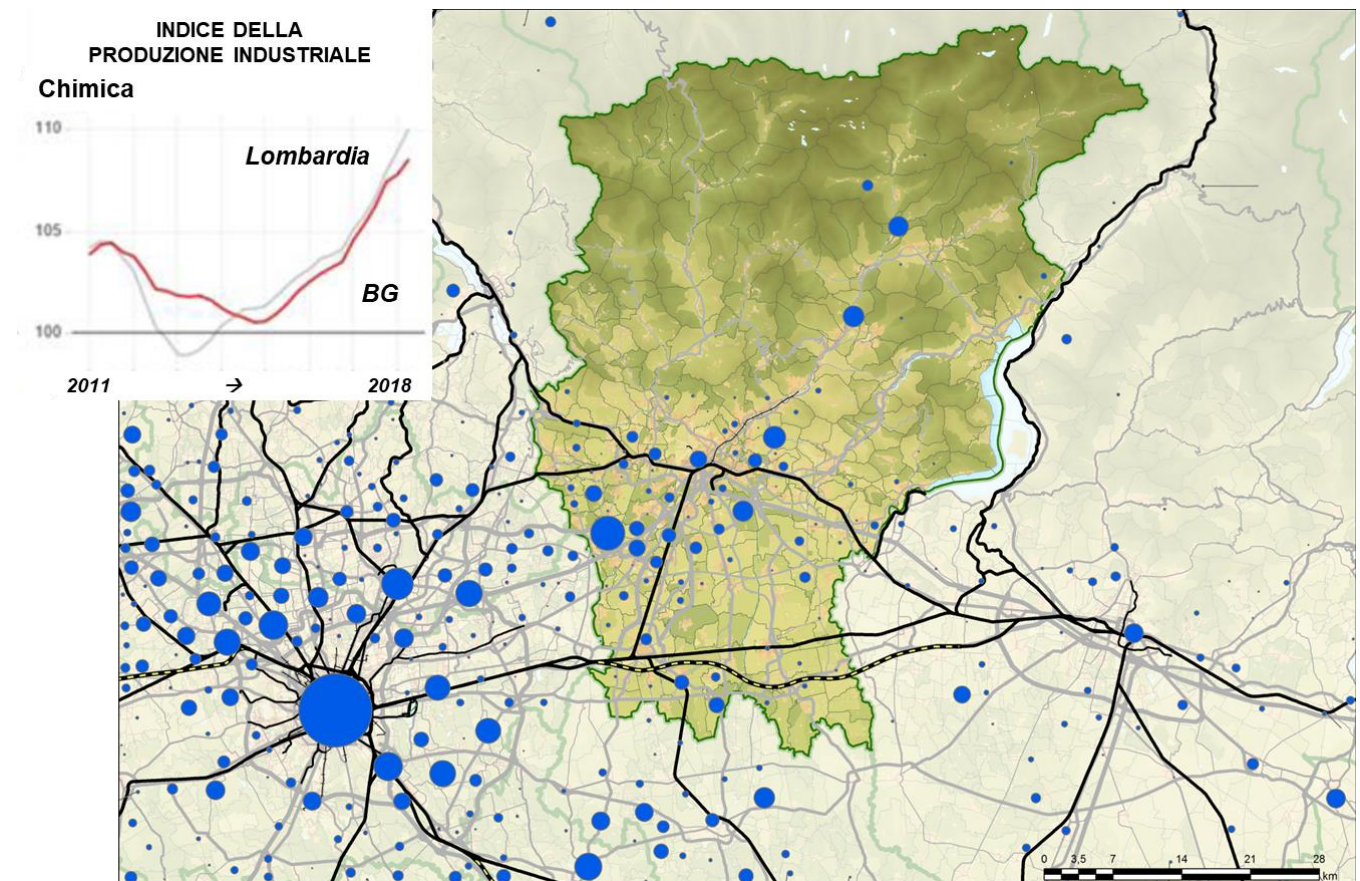 INDICE DELLA
PRODUZIONE INDUSTRIALE
Chimica
110
Lombardia
105
BG
100
2011 → 2018
0 3,5 7 14 21 28
km